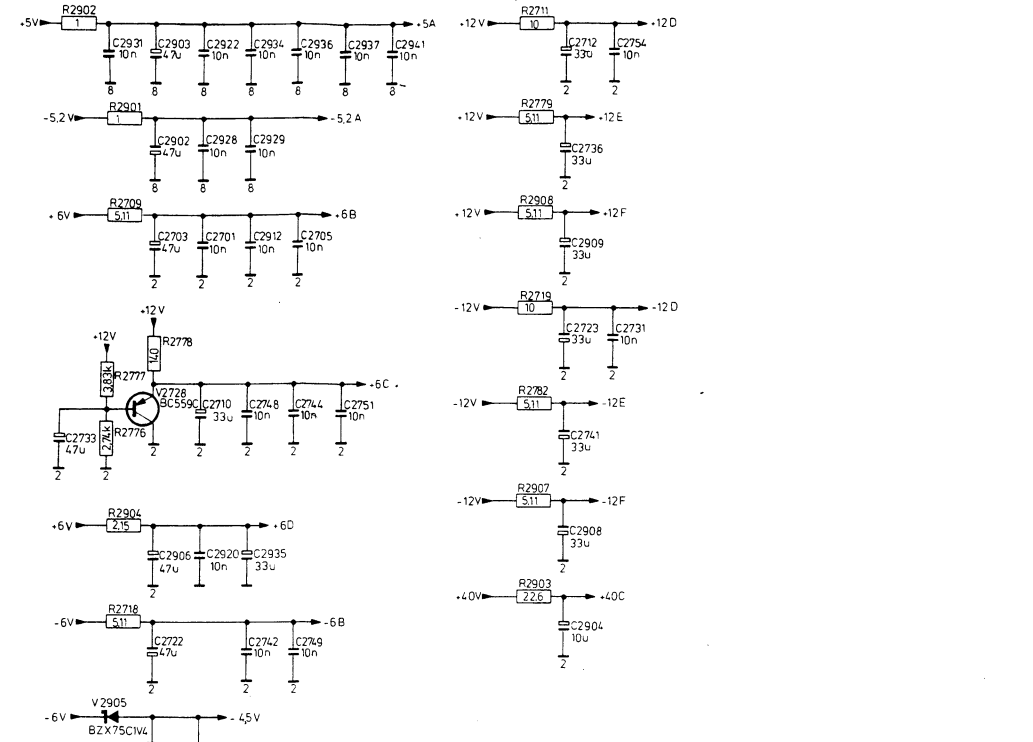 R2902
+5V 1 +5A
C2931 10n
C2903 47u
C2922 10n
C2934 10n
C2936 10n
C2937 10n
C2941 10n
8 8 8 8 8 8 8
R2901
-5,2V 1 -5,2A
C2902 47u
C2928 10n
C2929 10n
8 8 8
R2709
+6V 5,11 +6B
C2703 47u
C2701 10n
C2912 10n
C2705 10n
2 2 2 2
+12V
+12V
R2778
140
3,83k
R2777
+6C
V2728
BC559C
C2710 33u
C2748 10n
C2744 10n
C2751 10n
C2733 47u
2,74k
R2776
2 2 2 2 2
2 2
R2904
+6V 2,15 +6D
C2906 47u
C2920 10n
C2935 33u
2
R2718
-6V 5,11 -6B
C2722 47u
C2742 10n
C2749 10n
2 2 2
V2905
-6V -4,5V
BZX75C1V4
R2711
+12V 10 +12D
C2712 33u
C2754 10n
2 2
R2779
+12V 5,11 +12E
C2736 33u
2
R2908
+12V 5,11 +12F
C2909 33u
2
R2719
-12V 10 -12D
C2723 33u
C2731 10n
2 2
R2782
-12V 5,11 -12E
C2741 33u
2
R2907
-12V 5,11 -12F
C2908 33u
2
R2903
+40V 22.6 +40C
C2904 10u
2